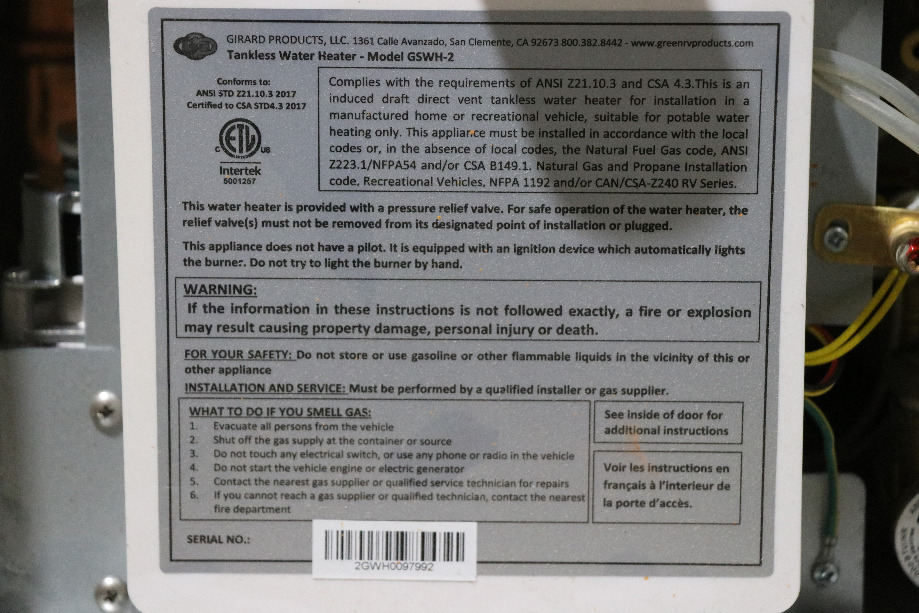 GIRARD PRODUCTS, LLC. 1361 Calle Avanzado, San Clemente, CA 92673 800.382.8442 - www.greenrvproducts.com
Tankless Water Heater - Model GSWH-2
Conforms to:
ANSI STD Z21.10.3 2017
Certified to CSA STD4.3 2017
C ETL US
Intertek
5001257
Complies with the requirements of ANSI Z21.10.3 and CSA 4.3.This is an
induced draft direct vent tankless water heater for installation in a
manufactured home or recreational vehicle, suitable for potable water
heating only. This appliance must be installed in accordance with the local
codes or, in the absence of local codes, the Natural Fuel Gas code, ANSI
Z223.1/NFPA54 and/or CSA B149.1. Natural Gas and Propane Installation
code, Recreational Vehicles, NFPA 1192 and/or CAN/CSA-Z240 RV Series.
This water heater is provided with a pressure relief valve. For safe operation of the water heater, the
relief valve(s) must not be removed from its designated point of installation or plugged.
This appliance does not have a pilot. It is equipped with an ignition device which automatically lights
the burner. Do not try to light the burner by hand.
WARNING:
If the information in these instructions is not followed exactly, a fire or explosion
may result causing property damage, personal injury or death.
FOR YOUR SAFETY: Do not store or use gasoline or other flammable liquids in the vicinity of this or
other appliance
INSTALLATION AND SERVICE: Must be performed by a qualified installer or gas supplier.
WHAT TO DO IF YOU SMELL GAS:
1. Evacuate all persons from the vehicle
2. Shut off the gas supply at the container or source
3. Do not touch any electrical switch, or use any phone or radio in the vehicle
4. Do not start the vehicle engine or electric generator
5. Contact the nearest gas supplier or qualified service technician for repairs
6. If you cannot reach a gas supplier or qualified technician, contact the nearest
fire department
See inside of door for
additional instructions
Voir les instructions en
français à l'interieur de
la porte d'accès.
SERIAL NO.:
2GWH0097992